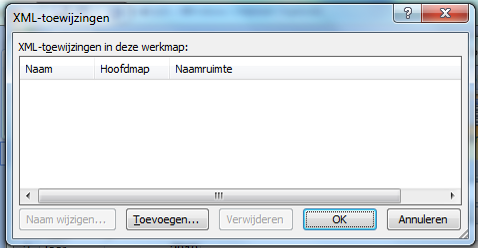 XML-toewijzingen
XML-toewijzingen in deze werkmap:
Naam Hoofdmap Naamruimte
Naam wijzigen... Toevoegen... Verwijderen OK Annuleren